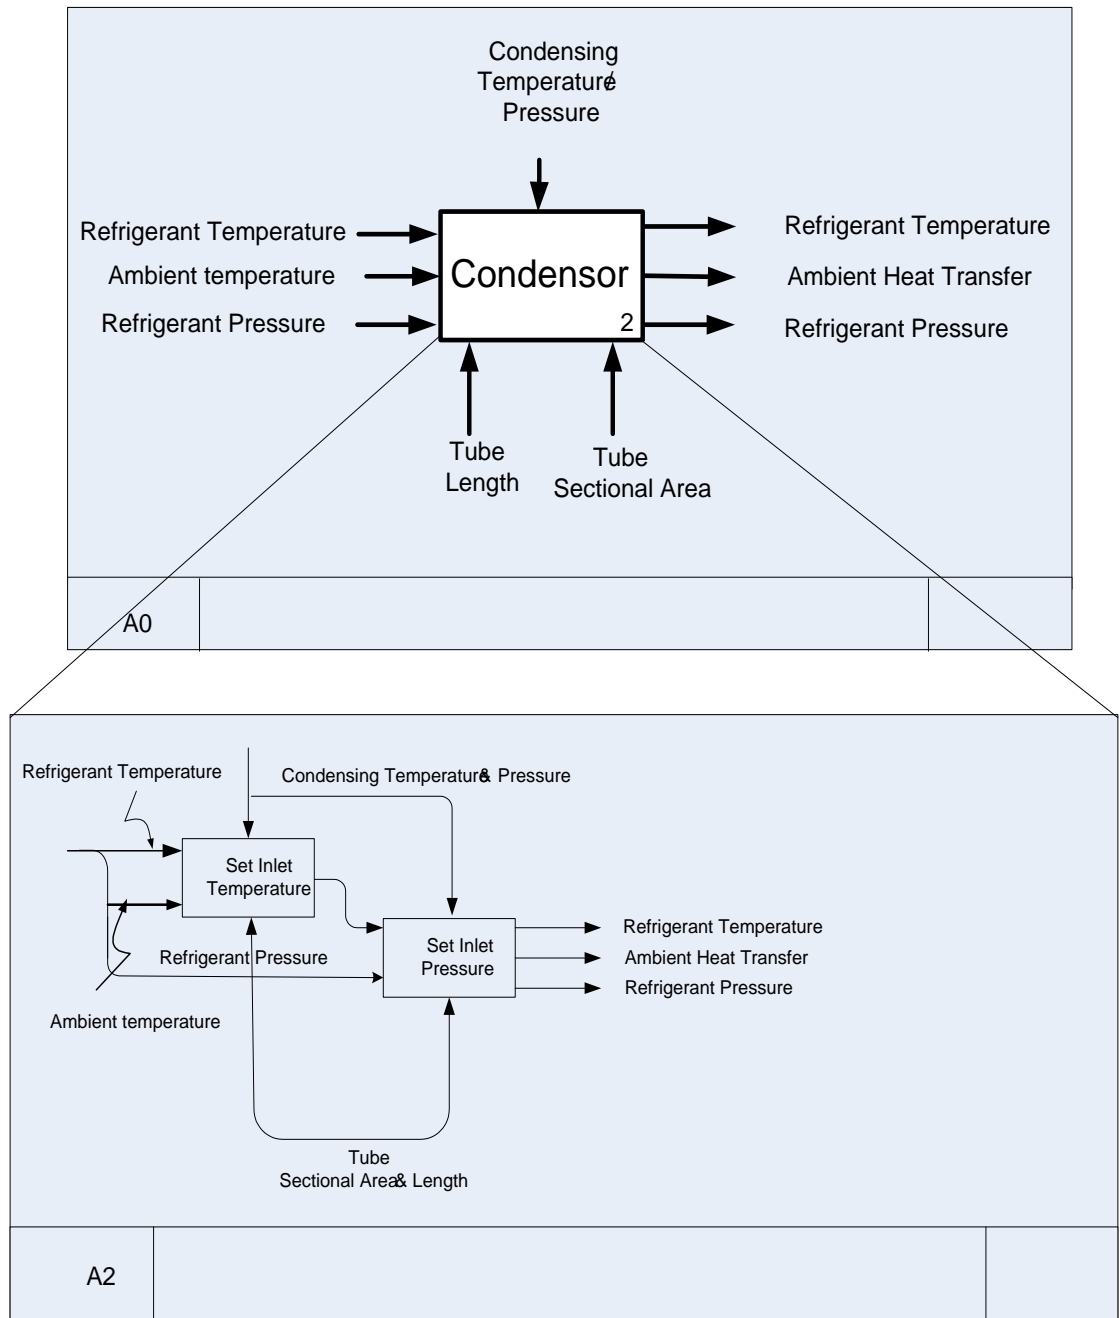 Condensing
Temperature/
Pressure
Refrigerant Temperature
Ambient temperature
Refrigerant Pressure
Condensor
2
Refrigerant Temperature
Ambient Heat Transfer
Refrigerant Pressure
Tube
Length
Tube
Sectional Area
A0
Refrigerant Temperature
Condensing Temperature& Pressure
Set Inlet
Temperature
Refrigerant Pressure
Ambient temperature
Set Inlet
Pressure
Refrigerant Temperature
Ambient Heat Transfer
Refrigerant Pressure
Tube
Sectional Area& Length
A2